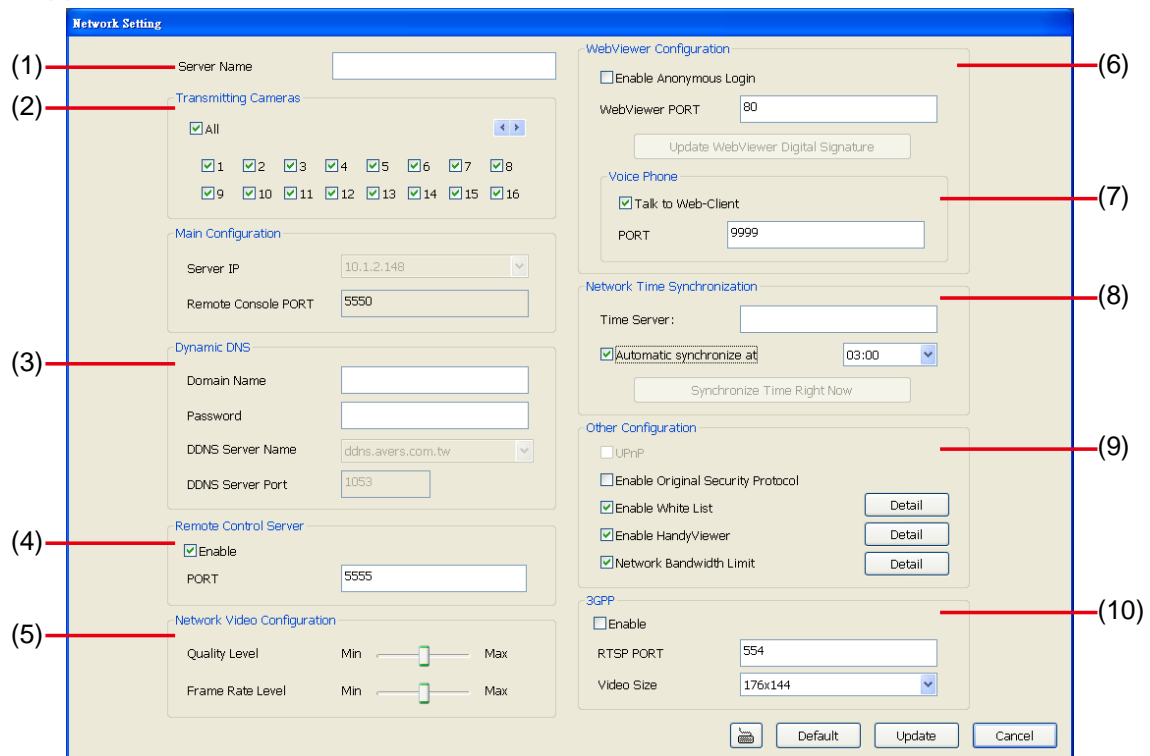 Network Setting
(1)
Server Name
(2)
Transmitting Cameras
All
1 2 3 4 5 6 7 8
9 10 11 12 13 14 15 16
Main Configuration
Server IP 10.1.2.148
Remote Console PORT 5550
(3)
Dynamic DNS
Domain Name
Password
DDNS Server Name ddns.avers.com.tw
DDNS Server Port 1053
(4)
Remote Control Server
Enable
PORT 5555
(5)
Network Video Configuration
Quality Level Min Max
Frame Rate Level Min Max
WebViewer Configuration
(6)
Enable Anonymous Login
WebViewer PORT 80
Update WebViewer Digital Signature
Voice Phone
(7)
Talk to Web-Client
PORT 9999
Network Time Synchronization
(8)
Time Server:
Automatic synchronize at 03:00
Synchronize Time Right Now
Other Configuration
(9)
UPnP
Enable Original Security Protocol
Enable White List Detail
Enable HandyViewer Detail
Network Bandwidth Limit Detail
3GPP
(10)
Enable
RTSP PORT 554
Video Size 176x144
Default Update Cancel